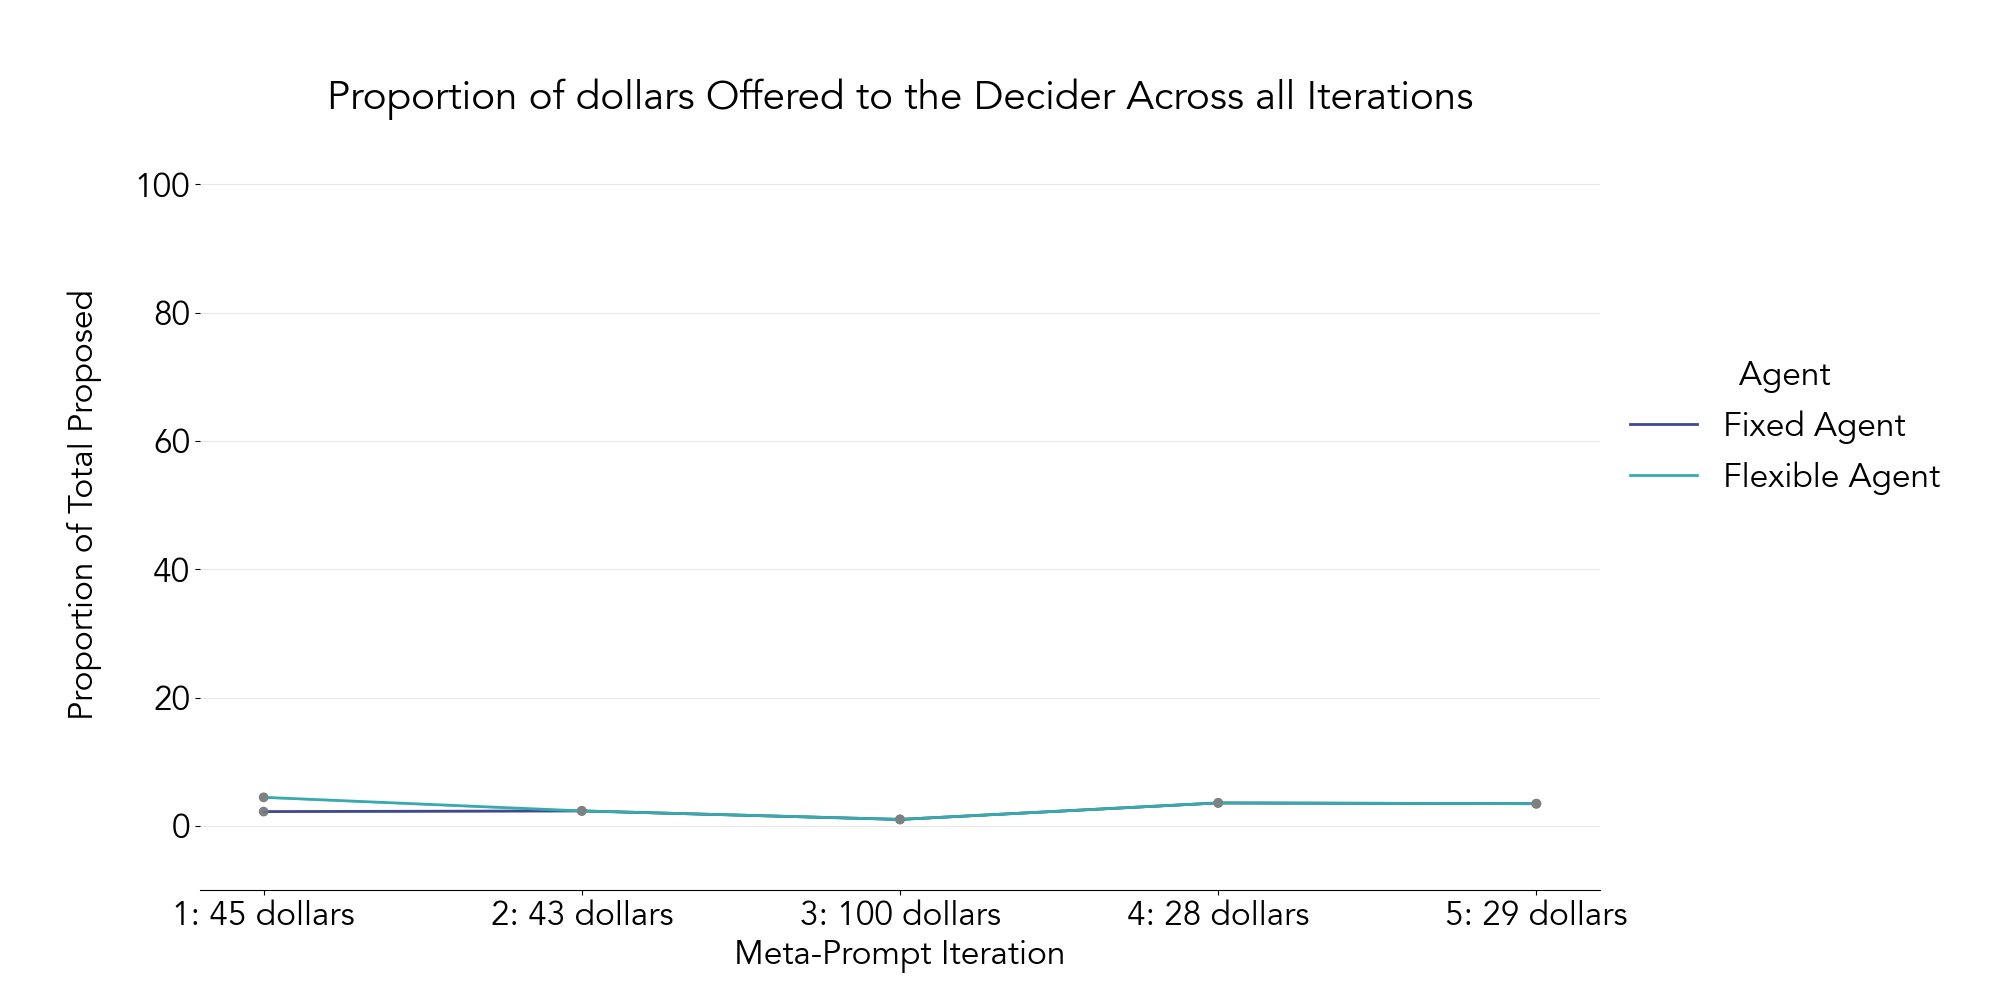 Proportion of dollars Offered to the Decider Across all Iterations
Proportion of Total Proposed
100
80
60
40
20
0
1: 45 dollars
2: 43 dollars
3: 100 dollars
4: 28 dollars
5: 29 dollars
Meta-Prompt Iteration
Agent
Fixed Agent
Flexible Agent